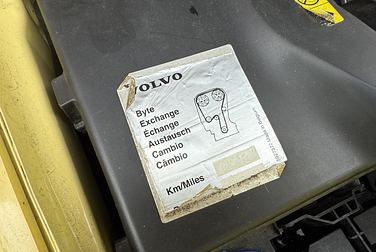 VOLVO
Byte
Exchange
Échange
Austausch
Cambio
Câmbio
Km/Miles